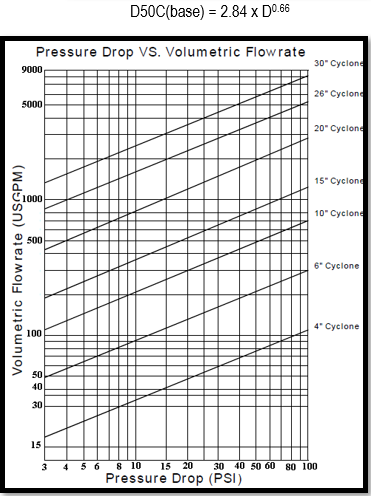 D50C(base) = 2.84 x D0.66
Pressure Drop VS. Volumetric Flowrate
30" Cyclone
26" Cyclone
20" Cyclone
15" Cyclone
10" Cyclone
6" Cyclone
4" Cyclone
Volumetric Flowrate (USGPM)
9000
5000
1000
500
100
50
40
30
15
3 4 5 6 8 10 15 20 30 40 50 60 80 100
Pressure Drop (PSI)